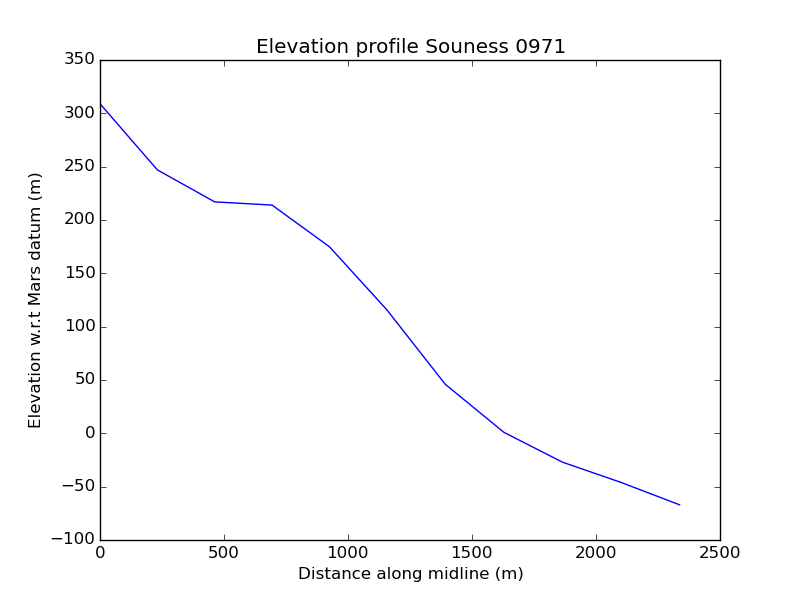 Elevation profile Souness 0971
350
300
250
200
150
100
50
0
−50
−100
Elevation w.r.t Mars datum (m)
0 500 1000 1500 2000 2500
Distance along midline (m)